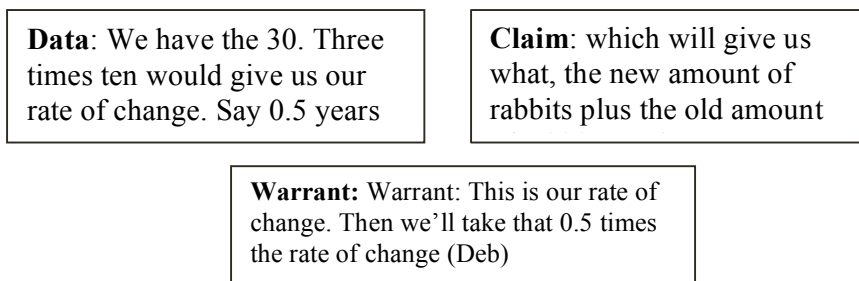 Data: We have the 30. Three
times ten would give us our
rate of change. Say 0.5 years
Claim: which will give us
what, the new amount of
rabbits plus the old amount
Warrant: Warrant: This is our rate of
change. Then we'll take that 0.5 times
the rate of change (Deb)